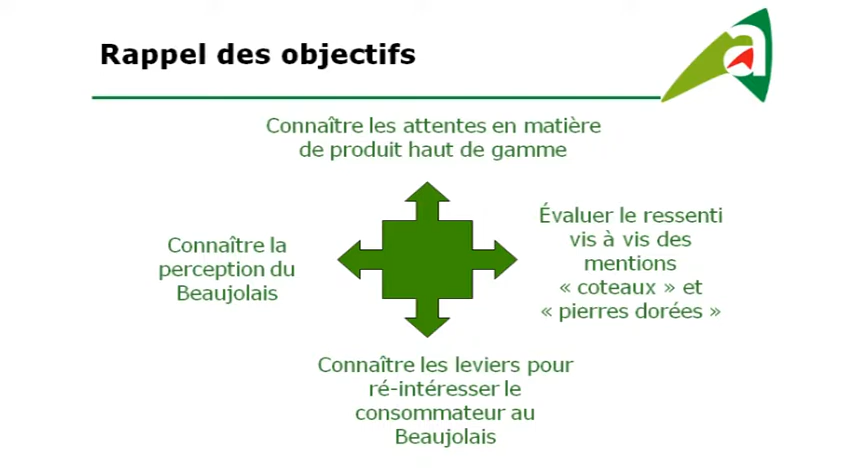 Rappel des objectifs
a
Connaître les attentes en matière
de produit haut de gamme
Connaître la
perception du
Beaujolais
Évaluer le ressenti
vis à vis des
mentions
« coteaux » et
« pierres dorées »
Connaître les leviers pour
ré-intéresser le
consommateur au
Beaujolais